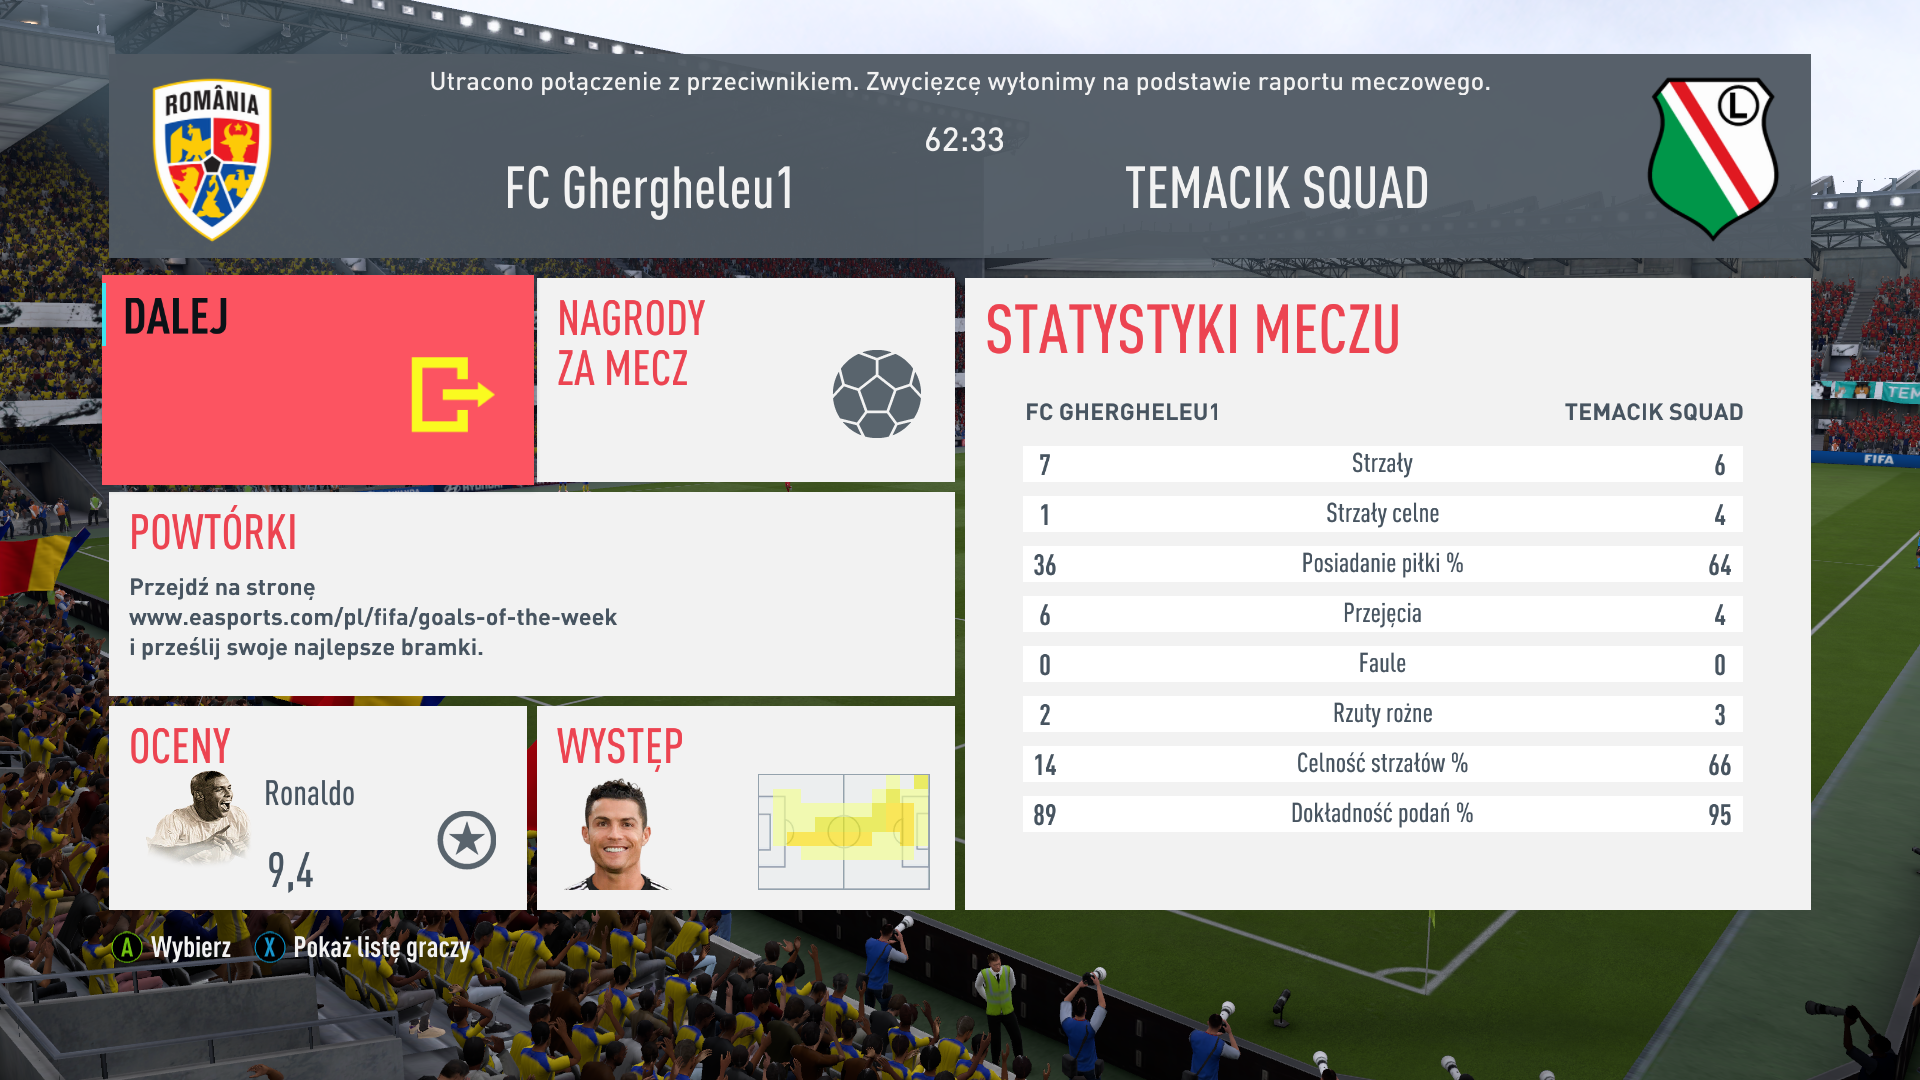 Utracono połączenie z przeciwnikiem. Zwycięzcę wyłonimy na podstawie raportu meczowego.
ROMÂNIA
62:33
FC Ghergheleu1
TEMACIK SQUAD
L
DALEJ
NAGRODY
ZA MECZ
POWTÓRKI
Przejdź na stronę
www.easports.com/pl/fifa/goals-of-the-week
i prześlij swoje najlepsze bramki.
OCENY
Ronaldo
9,4
WYSTĘP
STATYSTYKI MECZU
FC GHERGHELEU1 TEMACIK SQUAD
7 Strzały 6
1 Strzały celne 4
36 Posiadanie piłki % 64
6 Przejęcia 4
0 Faule 0
2 Rzuty rożne 3
14 Celność strzałów % 66
89 Dokładność podań % 95
FIFA
A Wybierz X Pokaż listę graczy